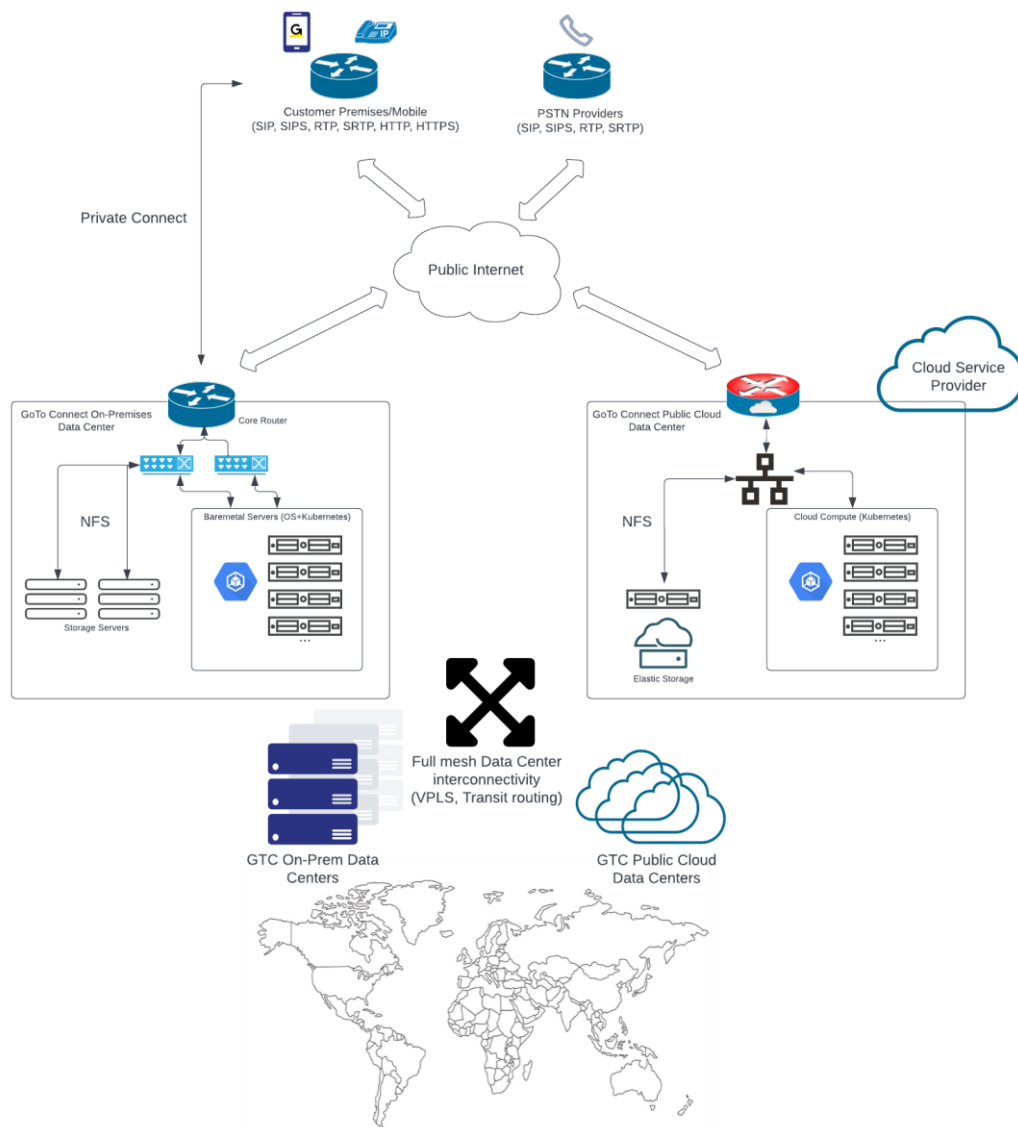 G
IP
Customer Premises/Mobile
(SIP, SIPS, RTP, SRTP, HTTP, HTTPS)
PSTN Providers
(SIP, SIPS, RTP, SRTP)
Private Connect
Public Internet
Cloud Service
Provider
GoTo Connect On-Premises
Data Center
Core Router
NFS
Baremetal Servers (OS+Kubernetes)
...
Storage Servers
GoTo Connect Public Cloud
Data Center
NFS
Cloud Compute (Kubernetes)
...
Elastic Storage
Full mesh Data Center
interconnectivity
(VPLS, Transit routing)
GTC On-Prem Data
Centers
GTC Public Cloud
Data Centers